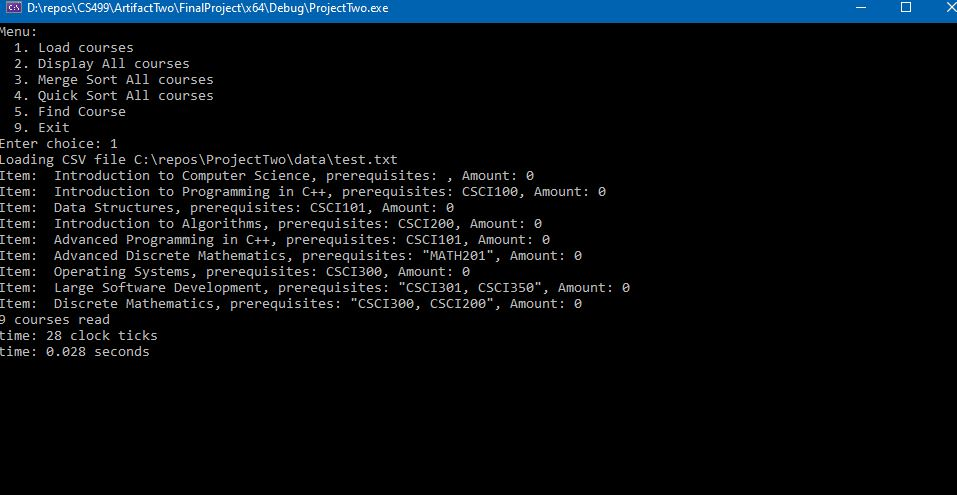 D:\repos\CS499\ArtifactTwo\FinalProject\x64\Debug\ProjectTwo.exe
Menu:
  1. Load courses
  2. Display All courses
  3. Merge Sort All courses
  4. Quick Sort All courses
  5. Find Course
  9. Exit
Enter choice: 1
Loading CSV file C:\repos\ProjectTwo\data\test.txt
Item:  Introduction to Computer Science, prerequisites: , Amount: 0
Item:  Introduction to Programming in C++, prerequisites: CSCI100, Amount: 0
Item:  Data Structures, prerequisites: CSCI101, Amount: 0
Item:  Introduction to Algorithms, prerequisites: CSCI200, Amount: 0
Item:  Advanced Programming in C++, prerequisites: CSCI101, Amount: 0
Item:  Advanced Discrete Mathematics, prerequisites: "MATH201", Amount: 0
Item:  Operating Systems, prerequisites: CSCI300, Amount: 0
Item:  Large Software Development, prerequisites: "CSCI301, CSCI350", Amount: 0
Item:  Discrete Mathematics, prerequisites: "CSCI300, CSCI200", Amount: 0
9 courses read
time: 28 clock ticks
time: 0.028 seconds